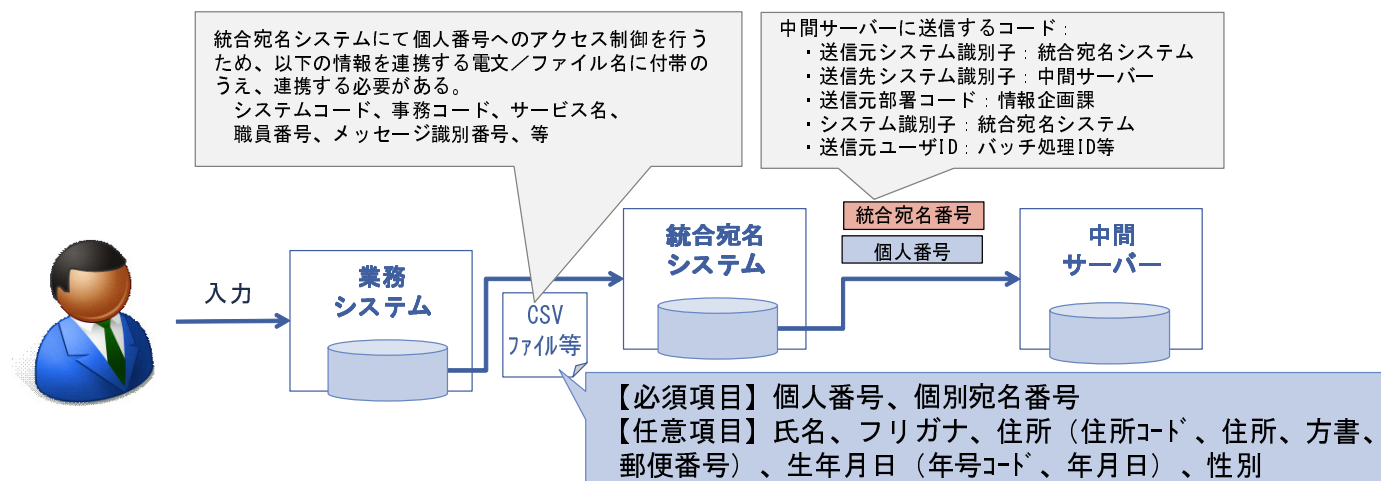 統合宛名システムにて個人番号へのアクセス制御を行う
ため、以下の情報を連携する電文／ファイル名に付帯の
うえ、連携する必要がある。
システムコード、事務コード、サービス名、
職員番号、メッセージ識別番号、等
中間サーバーに送信するコード：
・送信元システム識別子：統合宛名システム
・送信先システム識別子：中間サーバー
・送信元部署コード：情報企画課
・システム識別子：統合宛名システム
・送信元ユーザID：バッチ処理ID等
入力
業務
システム
CSV
ファイル等
統合宛名
システム
統合宛名番号
個人番号
中間
サーバー
【必須項目】個人番号、個別宛名番号
【任意項目】氏名、フリガナ、住所（住所ｺｰﾄﾞ、住所、方書、
郵便番号）、生年月日（年号ｺｰﾄﾞ、年月日）、性別